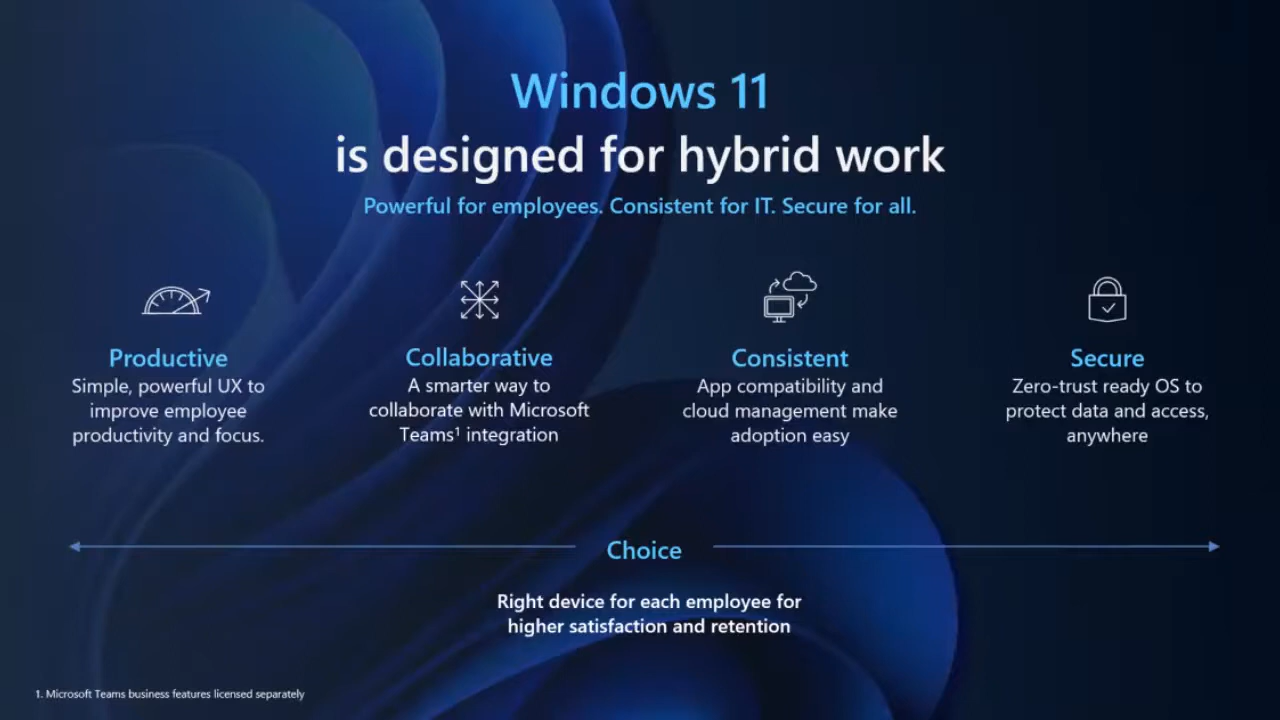 Windows 11
is designed for hybrid work
Powerful for employees. Consistent for IT. Secure for all.
Productive
Simple, powerful UX to
improve employee
productivity and focus.
Collaborative
A smarter way to
collaborate with Microsoft
Teams¹ integration
Consistent
App compatibility and
cloud management make
adoption easy
Secure
Zero-trust ready OS to
protect data and access,
anywhere
Choice
Right device for each employee for
higher satisfaction and retention
1. Microsoft Teams business features licensed separately